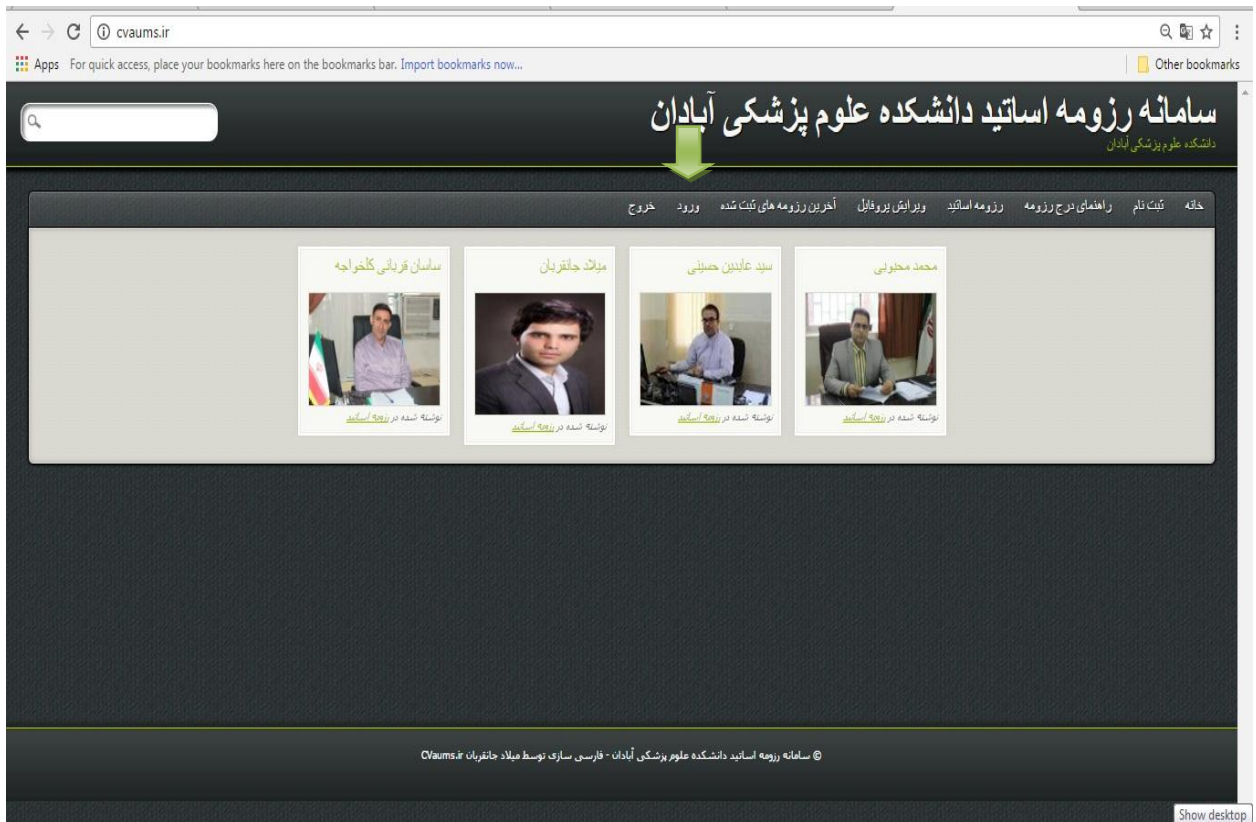 cvaums.ir
Apps For quick access, place your bookmarks here on the bookmarks bar. Import bookmarks now...
Other bookmarks
سامانه رزومه اساتید دانشکده علوم پزشکی آبادان
دانشکده علوم پزشکی آبادان
خانه ثبت نام راهنمای درج رزومه رزومه اساتید ویرایش پروفایل آخرین رزومه های ثبت شده ورود خروج
محمد محبوبی
نوشته شده در رزومه اساتید
سید عابدین حسینی
نوشته شده در رزومه اساتید
میلاد جانقربان
نوشته شده در رزومه اساتید
ساسان قربانی گلخواجه
نوشته شده در رزومه اساتید
© سامانه رزومه اساتید دانشکده علوم پزشکی آبادان - فارسی سازی توسط میلاد جانقربان CVaums.ir
Show desktop